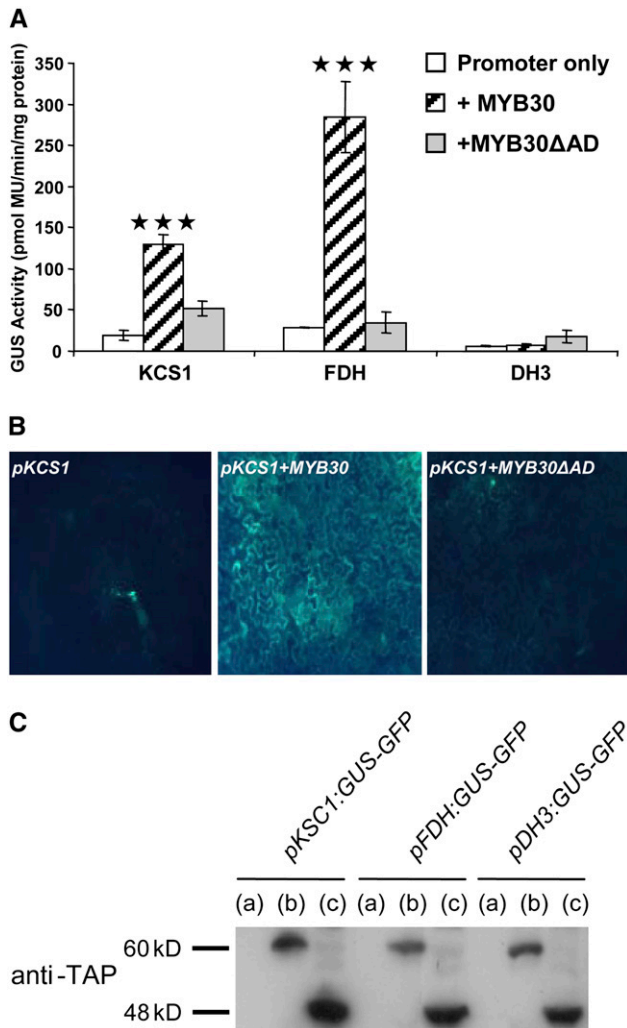 A
GUS Activity (pmol MU/min/mg protein)
350
300
250
200
150
100
50
0
★★★
★★★
Promoter only
+ MYB30
+MYB30ΔAD
KCS1 FDH DH3
B
pKCS1 pKCS1+MYB30 pKCS1+MYB30ΔAD
C
pKSC1:GUS-GFP pFDH:GUS-GFP pDH3:GUS-GFP
(a) (b) (c) (a) (b) (c) (a) (b) (c)
60 kD
anti-TAP
48 kD